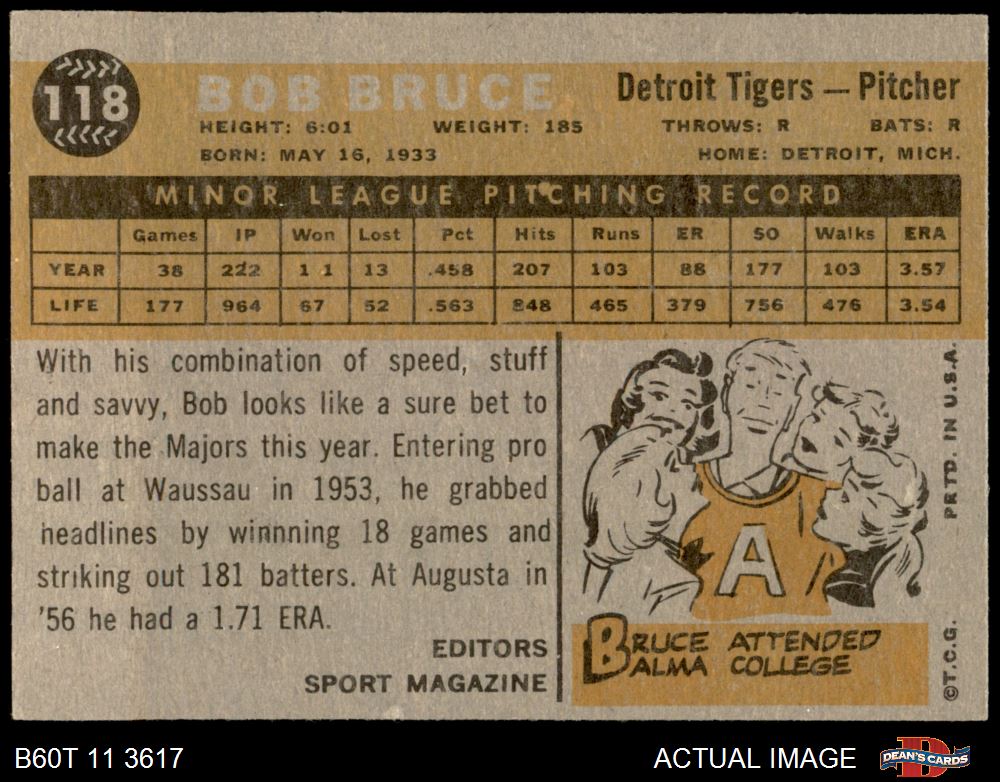 118
BOB BRUCE
Detroit Tigers — Pitcher
HEIGHT: 6:01 WEIGHT: 185 THROWS: R BATS: R
BORN: MAY 16, 1933 HOME: DETROIT, MICH.
MINOR LEAGUE PITCHING RECORD
Games IP Won Lost Pct Hits Runs ER SO Walks ERA
YEAR 38 222 11 13 .458 207 103 88 177 103 3.57
LIFE 177 964 67 52 .563 848 465 379 756 476 3.54
With his combination of speed, stuff
and savvy, Bob looks like a sure bet to
make the Majors this year. Entering pro
ball at Waussau in 1953, he grabbed
headlines by winnning 18 games and
striking out 181 batters. At Augusta in
'56 he had a 1.71 ERA.
EDITORS
SPORT MAGAZINE
A
BRUCE ATTENDED
ALMA COLLEGE
©T.C.G. PRTD. IN U.S.A.
B60T 11 3617
ACTUAL IMAGE
D
DEAN'S CARDS